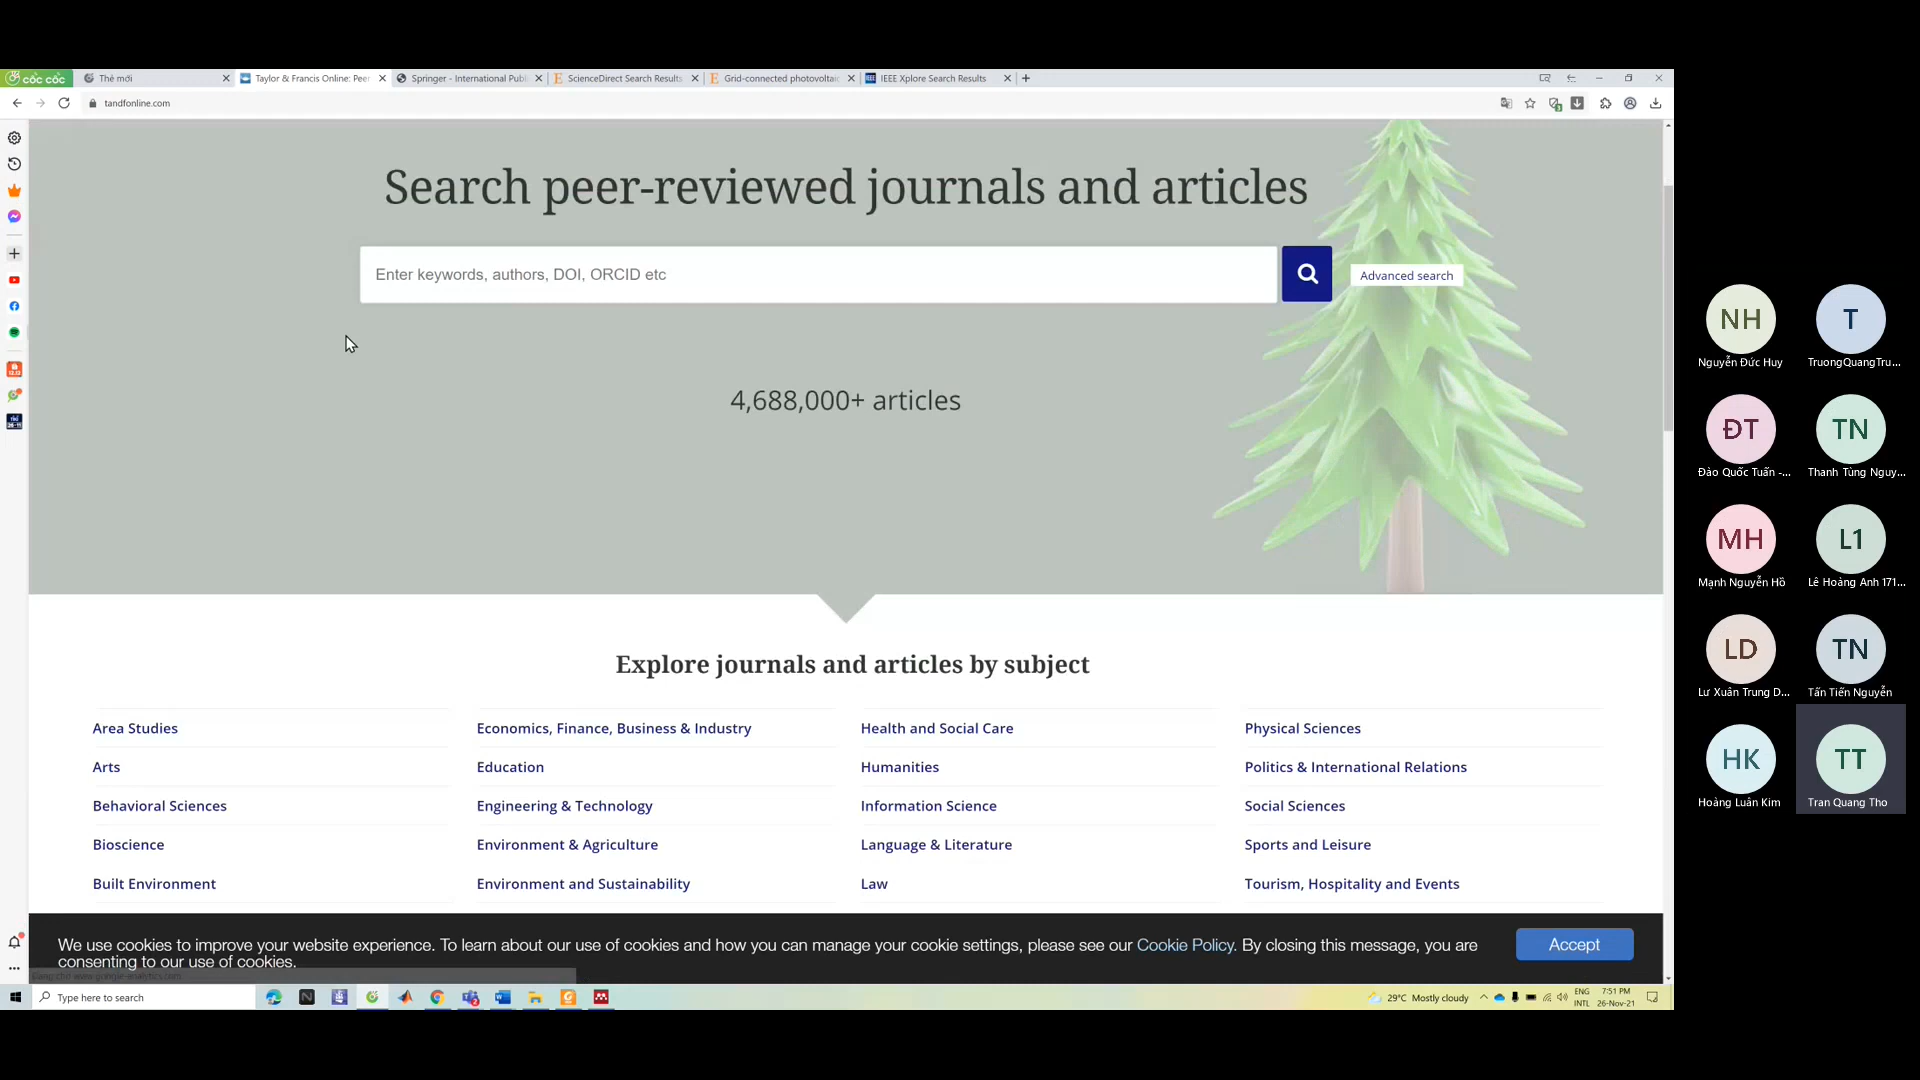 cốc cốc
Thẻ mới
Taylor & Francis Online: Peer
Springer - International Publi
ScienceDirect Search Results
Grid-connected photovoltaic
IEEE Xplore Search Results
tandfonline.com
Search peer-reviewed journals and articles
Enter keywords, authors, DOI, ORCID etc
Advanced search
4,688,000+ articles
Explore journals and articles by subject
Area Studies
Economics, Finance, Business & Industry
Health and Social Care
Physical Sciences
Arts
Education
Humanities
Politics & International Relations
Behavioral Sciences
Engineering & Technology
Information Science
Social Sciences
Bioscience
Environment & Agriculture
Language & Literature
Sports and Leisure
Built Environment
Environment and Sustainability
Law
Tourism, Hospitality and Events
We use cookies to improve your website experience. To learn about our use of cookies and how you can manage your cookie settings, please see our Cookie Policy. By closing this message, you are
consenting to our use of cookies.
Accept
Type here to search
29°C Mostly cloudy
ENG
INTL
7:51 PM
26-Nov-21
NH
Nguyễn Đức Huy
T
TruongQuangTru...
ĐT
Đào Quốc Tuấn -...
TN
Thanh Tùng Nguy...
MH
Mạnh Nguyễn Hồ
L1
Lê Hoảng Anh 171...
LD
Lư Xuân Trung D...
TN
Tấn Tiến Nguyễn
HK
Hoàng Luân Kim
TT
Tran Quang Tho